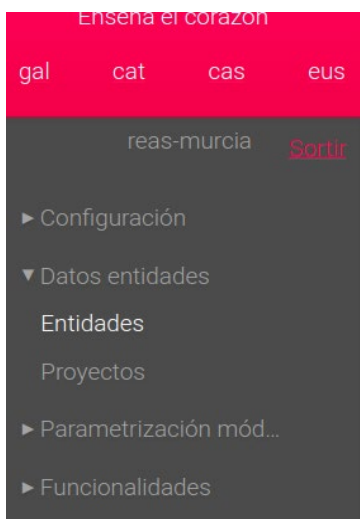 Enseña el corazón
gal cat cas eus
reas-murcia Sortir
► Configuración
▼ Datos entidades
Entidades
Proyectos
► Parametrización mód...
► Funcionalidades